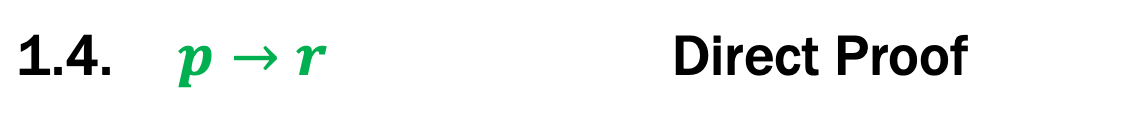 1.4. p → r Direct Proof